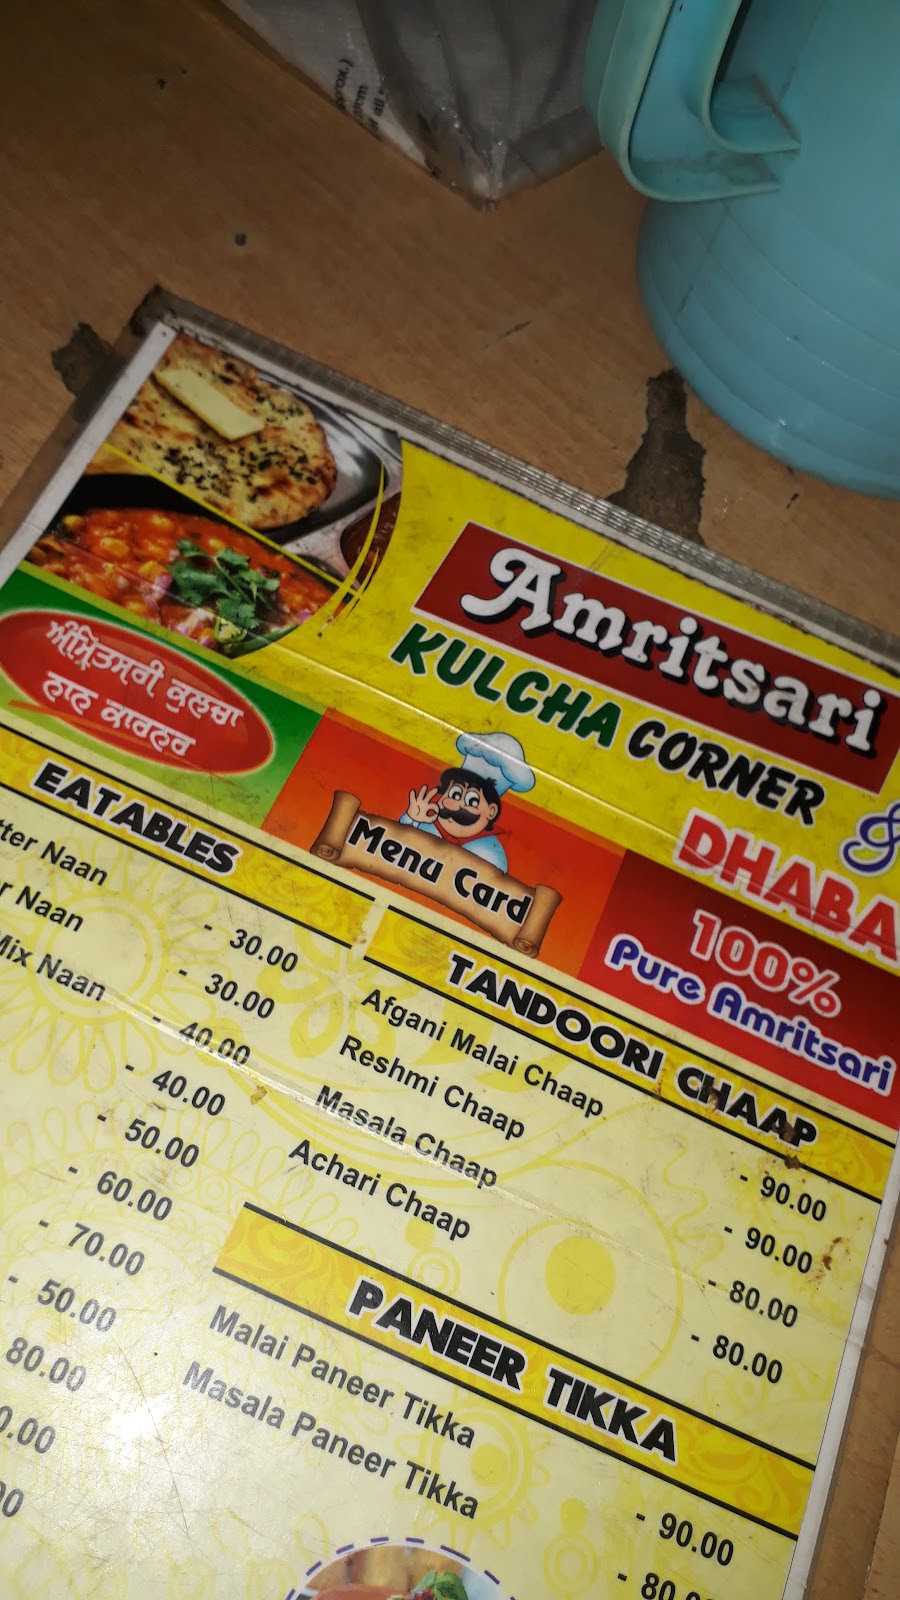 Amritsari
KULCHA CORNER &
DHABA
100%
Pure Amritsari
ਅੰਮ੍ਰਿਤਸਰੀ ਕੁਲਚਾ
ਨਾਨ ਕਾਰਨਰ
Menu Card
EATABLES
Naan - 30.00
Naan - 30.00
Mix Naan - 40.00
- 40.00
- 50.00
- 60.00
- 70.00
- 50.00
80.00
TANDOORI CHAAP
Afgani Malai Chaap - 90.00
Reshmi Chaap - 90.00
Masala Chaap - 80.00
Achari Chaap - 80.00
PANEER TIKKA
Malai Paneer Tikka - 90.00
Masala Paneer Tikka